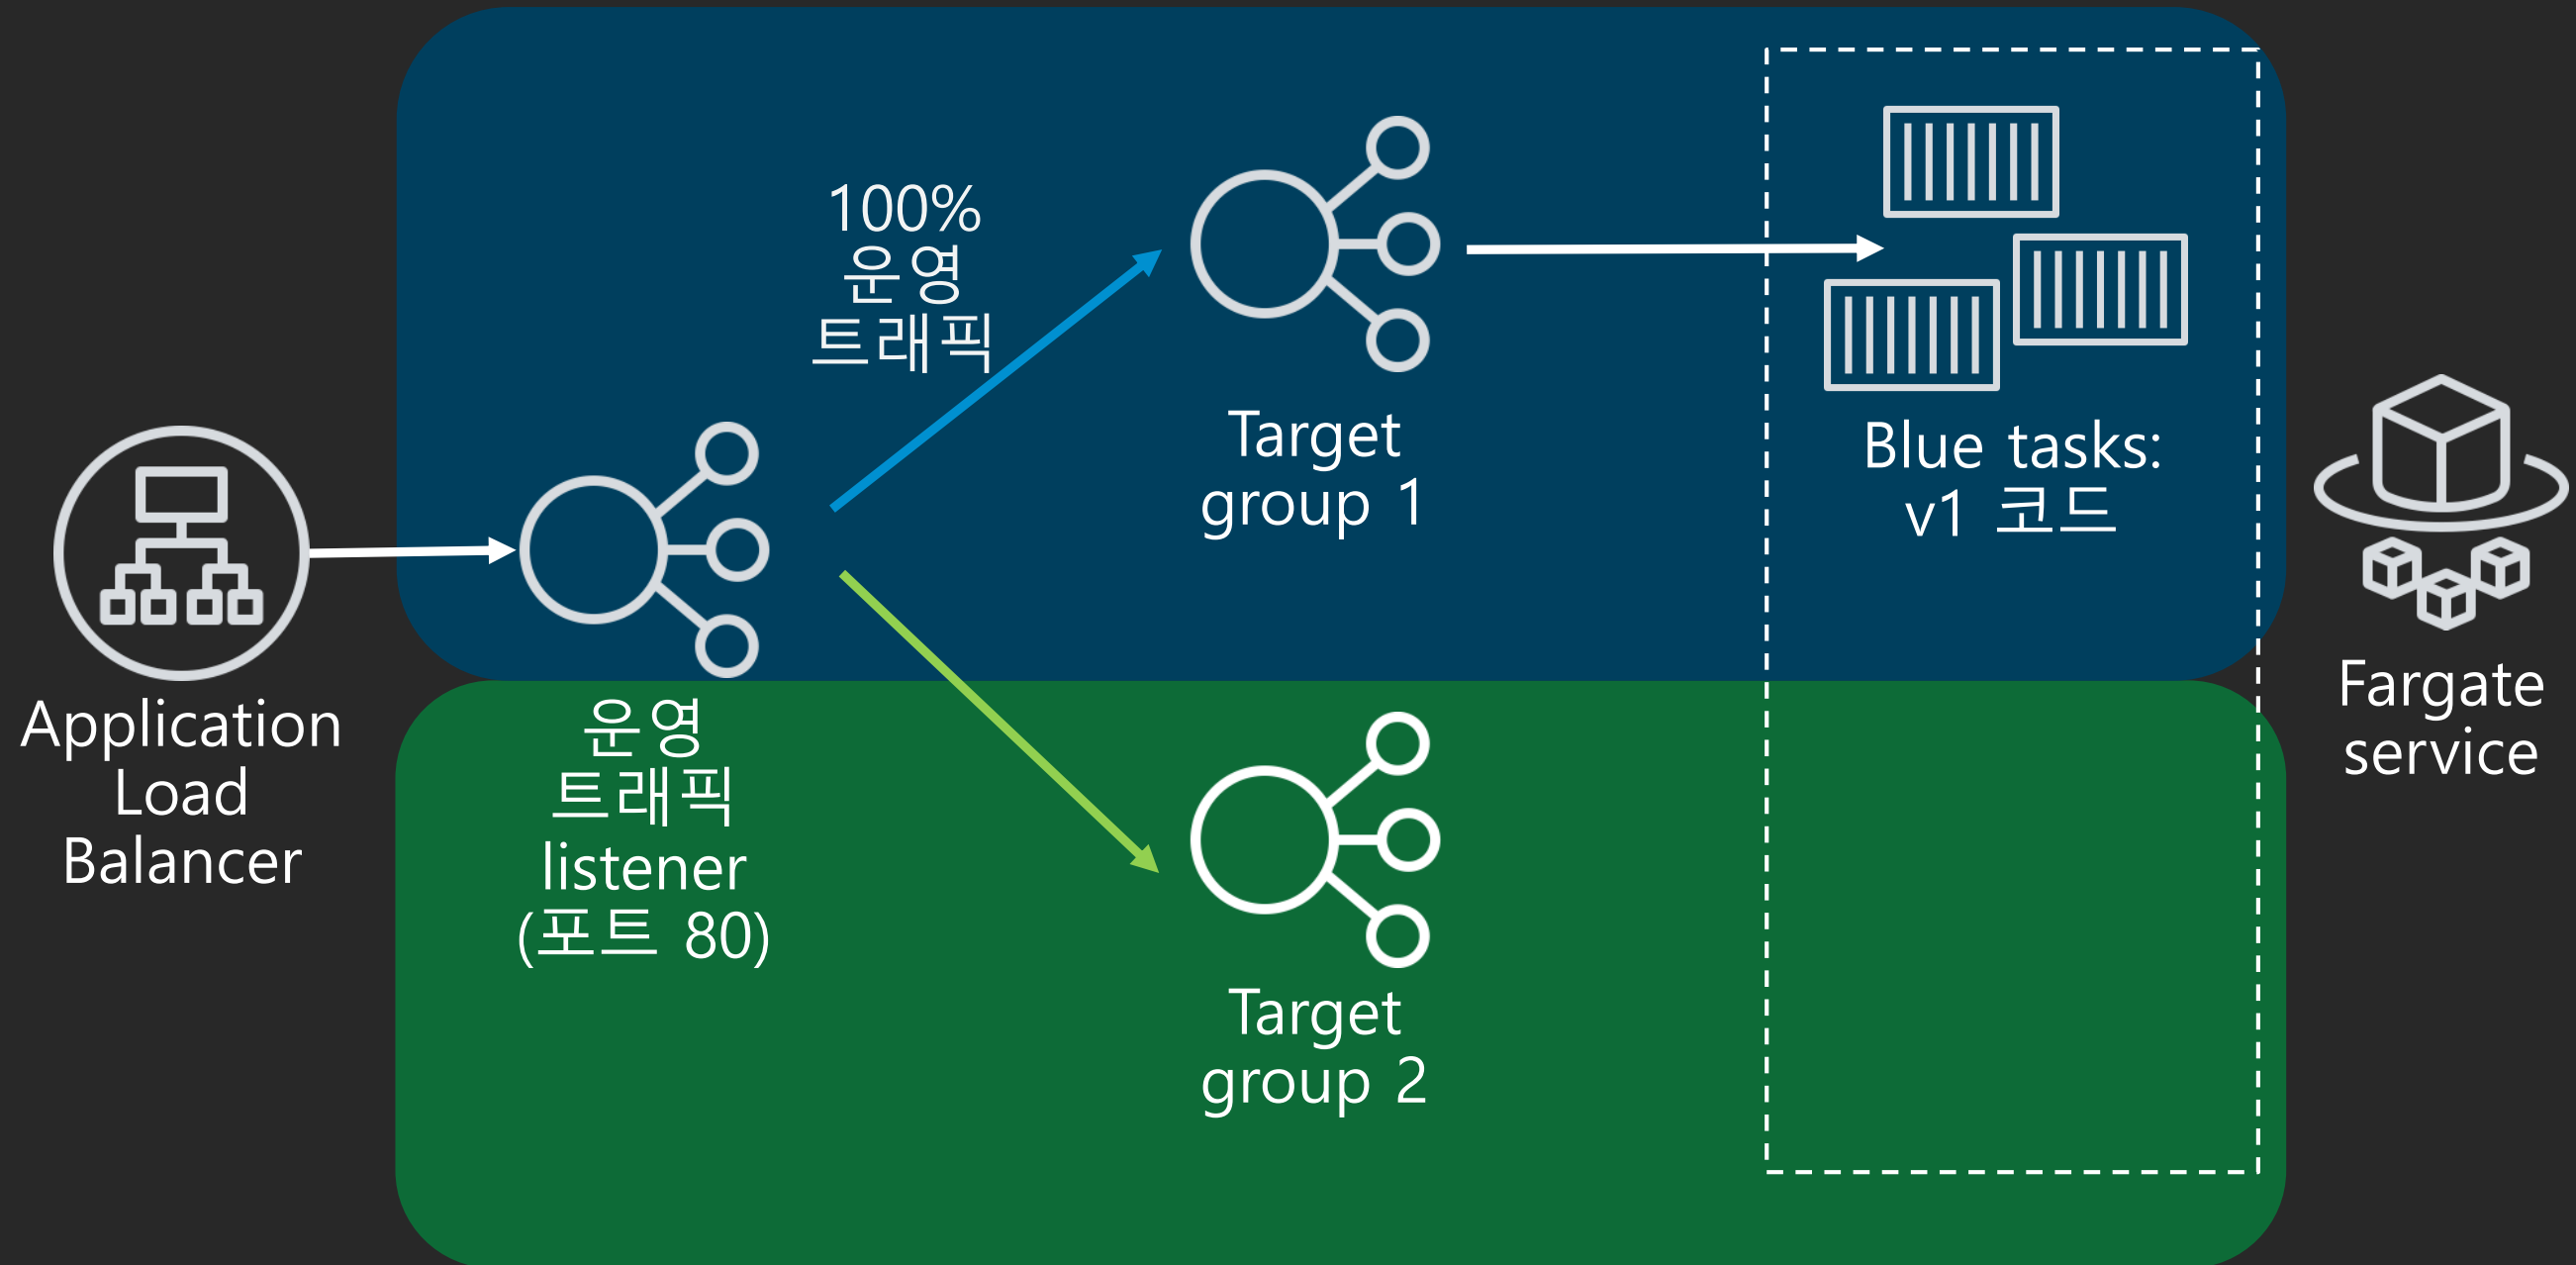 100%
운영
트래픽
Target
group 1
Blue tasks:
v1 코드
Application
Load
Balancer
운영
트래픽
listener
(포트 80)
Fargate
service
Target
group 2